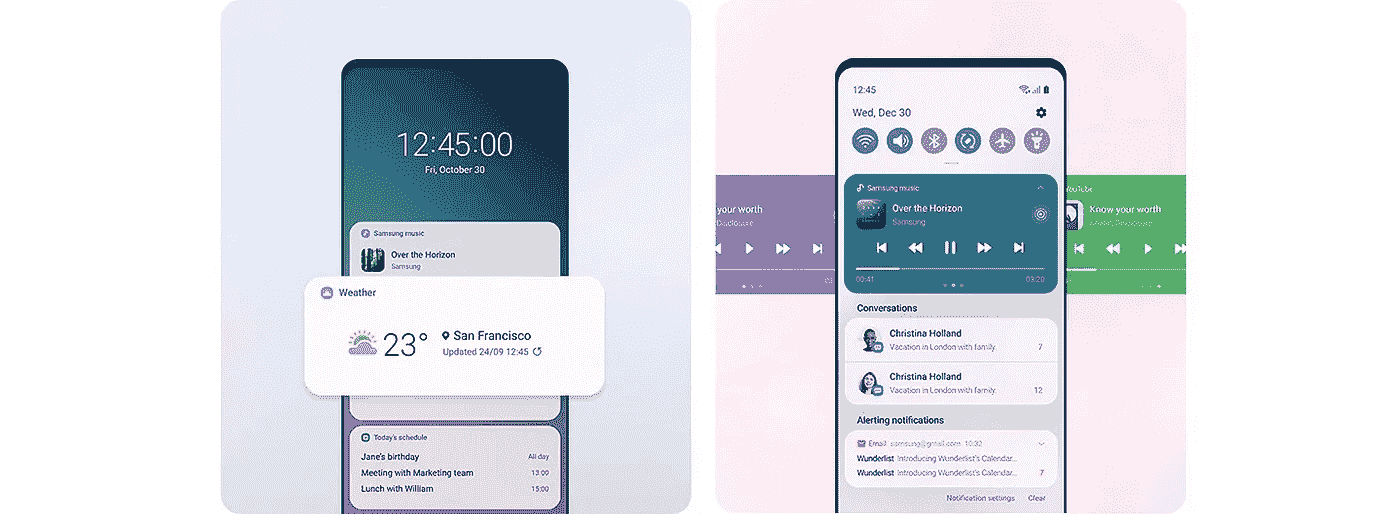 12:45:00
Fri, October 30
Samsung music
Over the Horizon
Samsung
Weather
23°
San Francisco
Updated 24/09 12:45
Today's schedule
Jane's birthday All day
Meeting with Marketing team 13:00
Lunch with William 15:00
12:45
Wed, Dec 30
your worth
Disclosure
Samsung music
Over the Horizon
Samsung
00:41 03:20
YouTube
Know your worth
Disclosure
Conversations
Christina Holland
Vacation in London with family. 7
Christina Holland
Vacation in London with family. 12
Alerting notifications
Email samsung@gmail.com 10:32
Wunderlist Introducing Wunderlist's Calendar...
Wunderlist Introducing Wunderlist's Calendar... 7
Notification settings Clear